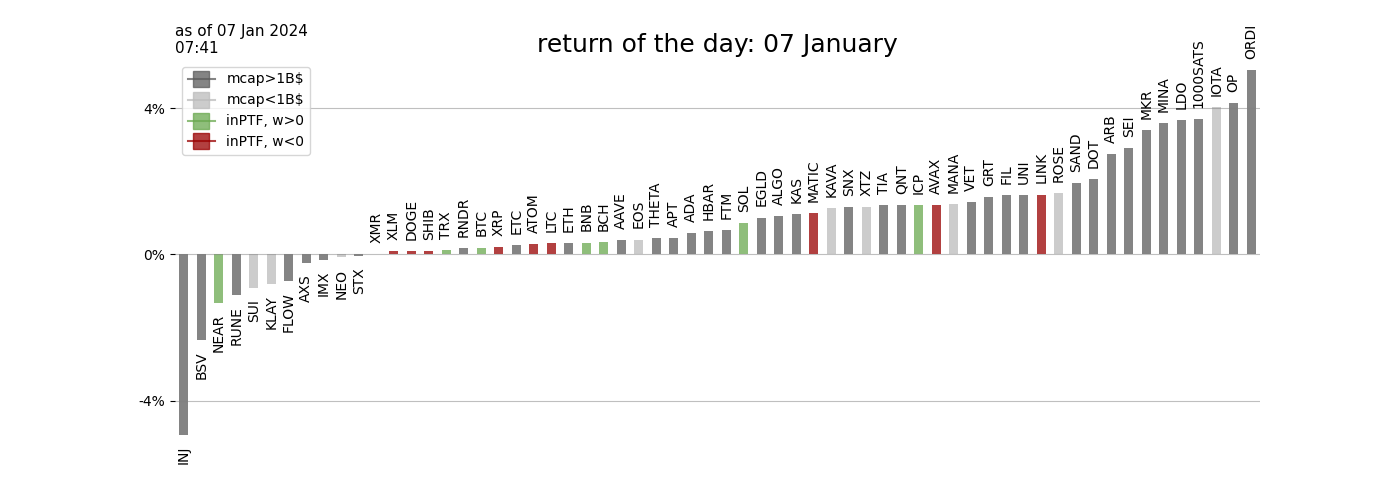 as of 07 Jan 2024
07:41
return of the day: 07 January
mcap>1B$
mcap<1B$
inPTF, w>0
inPTF, w<0
4%
0%
-4%
INJ
BSV
NEAR
RUNE
SUI
KLAY
FLOW
AXS
IMX
NEO
STX
XMR
XLM
DOGE
SHIB
TRX
RNDR
BTC
XRP
ETC
ATOM
LTC
ETH
BNB
BCH
AAVE
EOS
THETA
APT
ADA
HBAR
FTM
SOL
EGLD
ALGO
KAS
MATIC
KAVA
SNX
XTZ
TIA
QNT
ICP
AVAX
MANA
VET
GRT
FIL
UNI
LINK
ROSE
SAND
DOT
ARB
SEI
MKR
MINA
LDO
1000SATS
IOTA
OP
ORDI